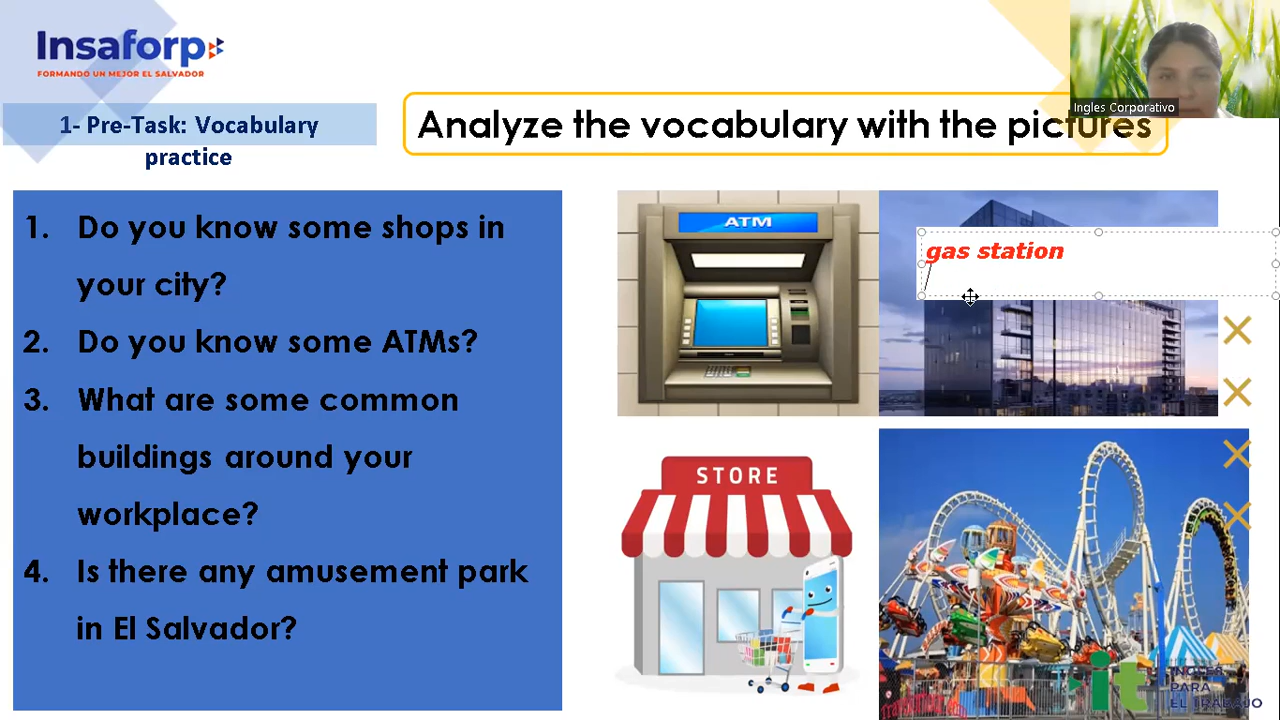 Insaforp
FORMANDO UN MEJOR EL SALVADOR
Ingles Corporativo
1- Pre-Task: Vocabulary
practice
Analyze the vocabulary with the pictures
1. Do you know some shops in
your city?
2. Do you know some ATMs?
3. What are some common
buildings around your
workplace?
4. Is there any amusement park
in El Salvador?
ATM
gas station
STORE
it
INGLES
PARA
EL TRABAJO